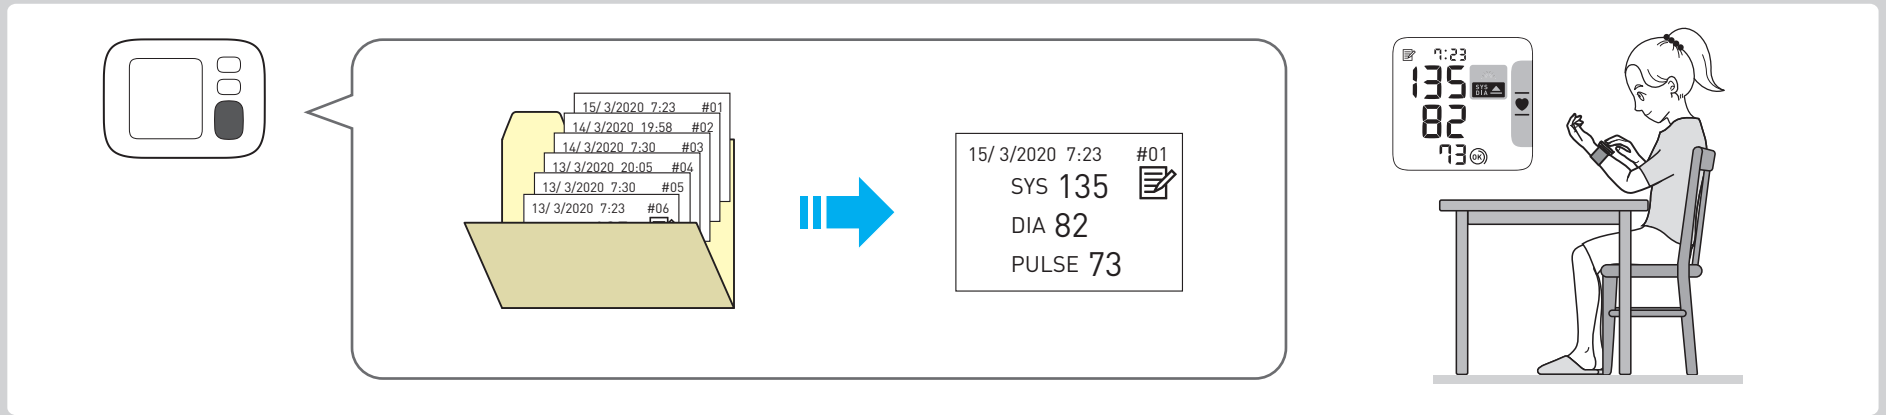 15/ 3/2020 7:23 #01
14/ 3/2020 19:58 #02
14/ 3/2020 7:30 #03
13/ 3/2020 20:05 #04
13/ 3/2020 7:30 #05
13/ 3/2020 7:23 #06
15/ 3/2020 7:23 #01
SYS 135
DIA 82
PULSE 73
7:23
135
SYS
DIA
82
73 OK